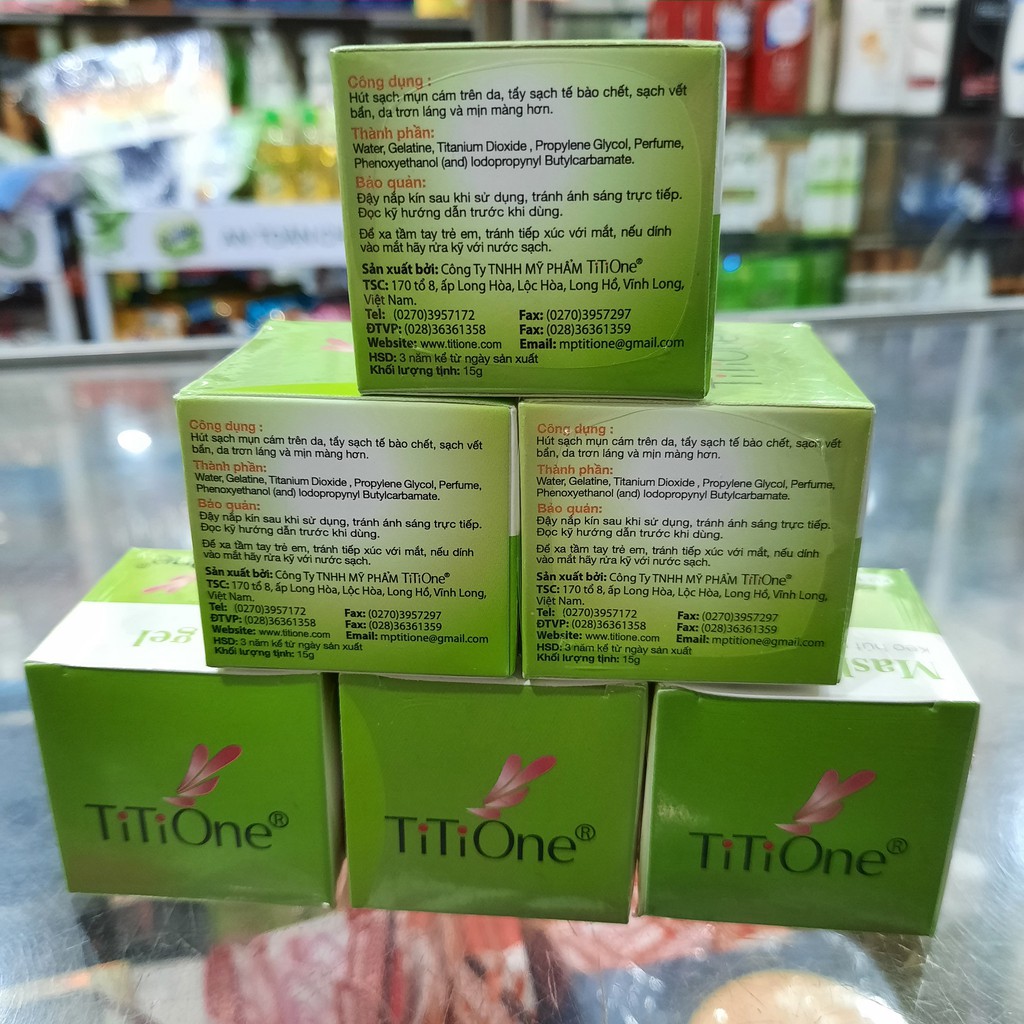 Công dụng :
Hút sạch mụn cám trên da, tẩy sạch tế bào chết, sạch vết
bẩn, da trơn láng và mịn màng hơn.
Thành phần:
Water, Gelatine, Titanium Dioxide , Propylene Glycol, Perfume,
Phenoxyethanol (and) Iodopropynyl Butylcarbamate.
Bảo quản:
Đậy nắp kín sau khi sử dụng, tránh ánh sáng trực tiếp.
Đọc kỹ hướng dẫn trước khi dùng.
Để xa tầm tay trẻ em, tránh tiếp xúc với mắt, nếu dính
vào mắt hãy rửa kỹ với nước sạch.
Sản xuất bởi: Công Ty TNHH MỸ PHẨM TiTiOne®
TSC: 170 tổ 8, ấp Long Hòa, Lộc Hòa, Long Hồ, Vĩnh Long,
Việt Nam.
Tel: (0270)3957172 Fax: (0270)3957297
ĐTVP: (028)36361358 Fax: (028)36361359
Website: www.titione.com Email: mptitione@gmail.com
HSD: 3 năm kể từ ngày sản xuất
Khối lượng tịnh: 15g
Công dụng :
Hút sạch mụn cám trên da, tẩy sạch tế bào chết, sạch vết
bẩn, da trơn láng và mịn màng hơn.
Thành phần:
Water, Gelatine, Titanium Dioxide , Propylene Glycol, Perfume,
Phenoxyethanol (and) Iodopropynyl Butylcarbamate.
Bảo quản:
Đậy nắp kín sau khi sử dụng, tránh ánh sáng trực tiếp.
Đọc kỹ hướng dẫn trước khi dùng.
Để xa tầm tay trẻ em, tránh tiếp xúc với mắt, nếu dính
vào mắt hãy rửa kỹ với nước sạch.
Sản xuất bởi: Công Ty TNHH MỸ PHẨM TiTiOne®
TSC: 170 tổ 8, ấp Long Hòa, Lộc Hòa, Long Hồ, Vĩnh Long,
Việt Nam.
Tel: (0270)3957172 Fax: (0270)3957297
ĐTVP: (028)36361358 Fax: (028)36361359
Website: www.titione.com Email: mptitione@gmail.com
HSD: 3 năm kể từ ngày sản xuất
Khối lượng tịnh: 15g
Công dụng :
Hút sạch mụn cám trên da, tẩy sạch tế bào chết, sạch vết
bẩn, da trơn láng và mịn màng hơn.
Thành phần:
Water, Gelatine, Titanium Dioxide , Propylene Glycol, Perfume,
Phenoxyethanol (and) Iodopropynyl Butylcarbamate.
Bảo quản:
Đậy nắp kín sau khi sử dụng, tránh ánh sáng trực tiếp.
Đọc kỹ hướng dẫn trước khi dùng.
Để xa tầm tay trẻ em, tránh tiếp xúc với mắt, nếu dính
vào mắt hãy rửa kỹ với nước sạch.
Sản xuất bởi: Công Ty TNHH MỸ PHẨM TiTiOne®
TSC: 170 tổ 8, ấp Long Hòa, Lộc Hòa, Long Hồ, Vĩnh Long,
Việt Nam.
Tel: (0270)3957172 Fax: (0270)3957297
ĐTVP: (028)36361358 Fax: (028)36361359
Website: www.titione.com Email: mptitione@gmail.com
HSD: 3 năm kể từ ngày sản xuất
Khối lượng tịnh: 15g
gel
TiTiOne®
TiTiOne®
TiTiOne®